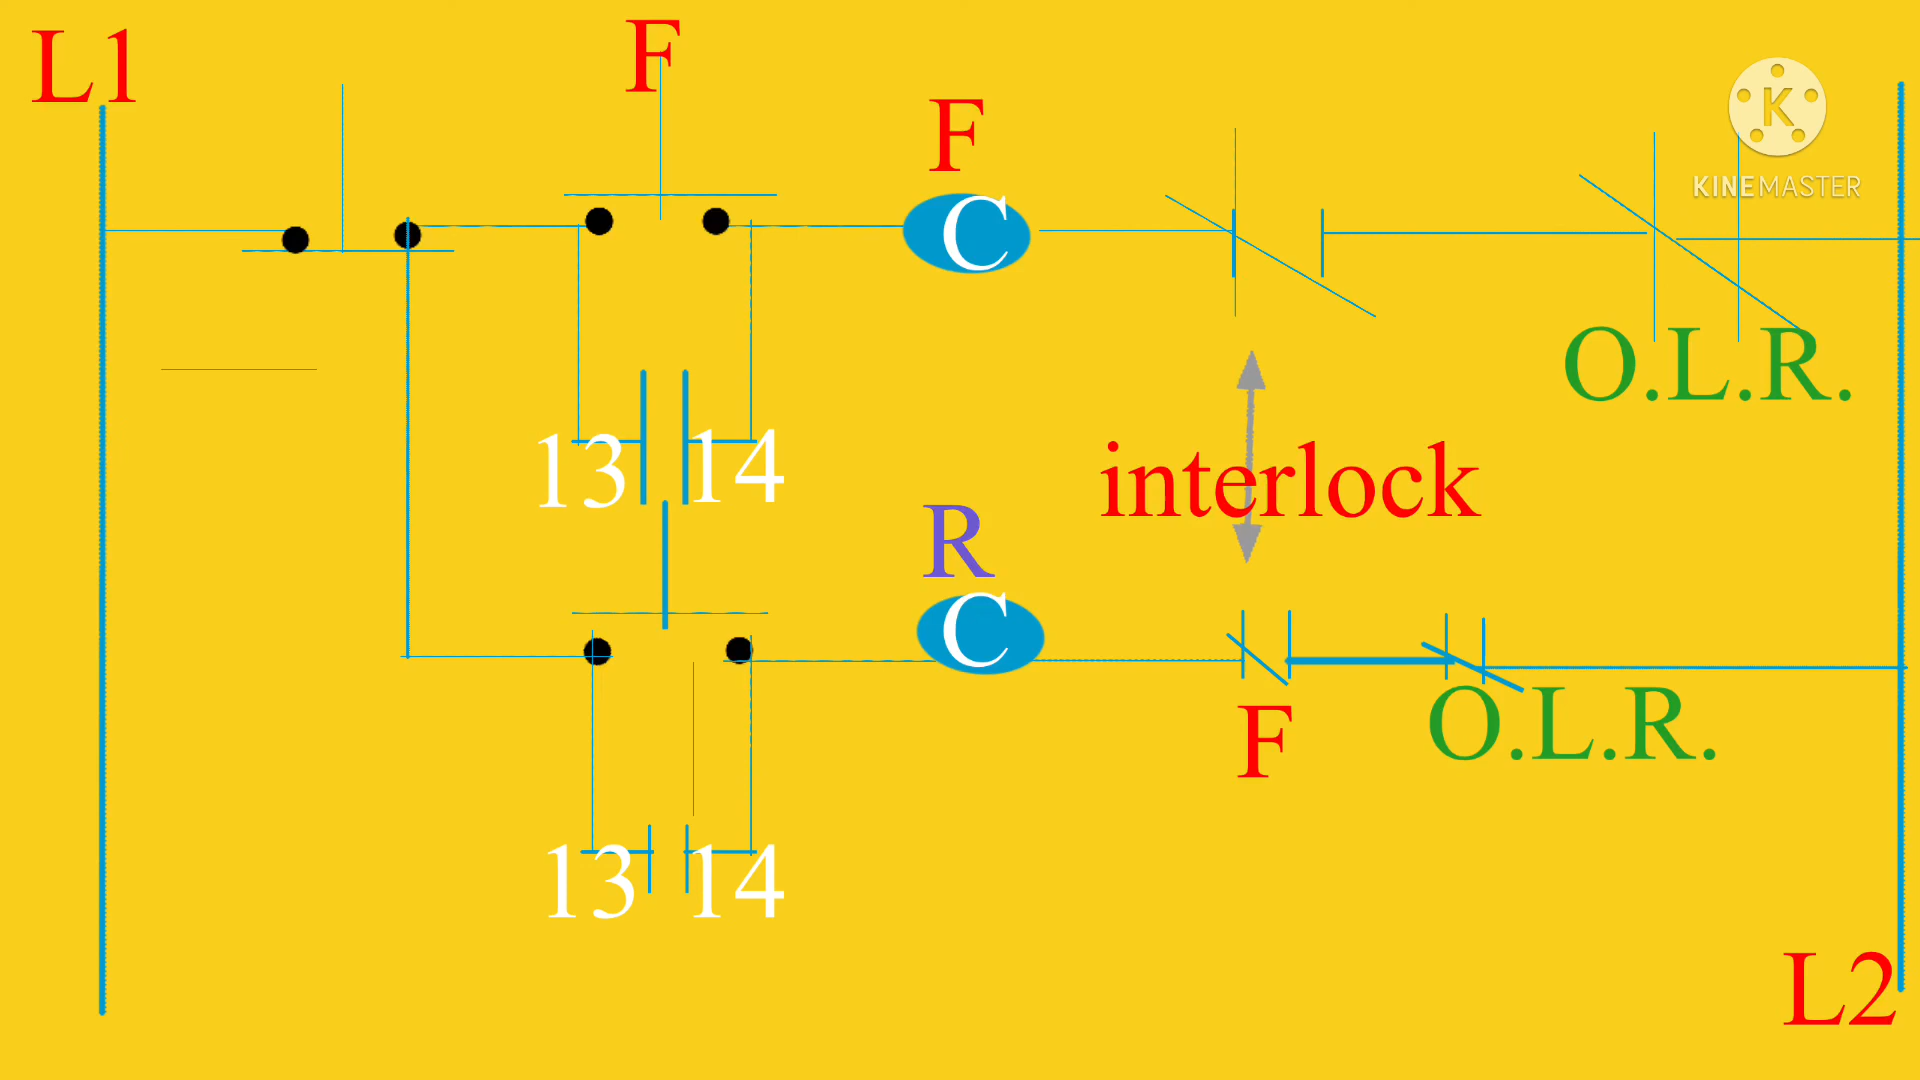 L1
F
F
C
K
KINEMASTER
O.L.R.
13 14
interlock
R
C
F
O.L.R.
13 14
L2